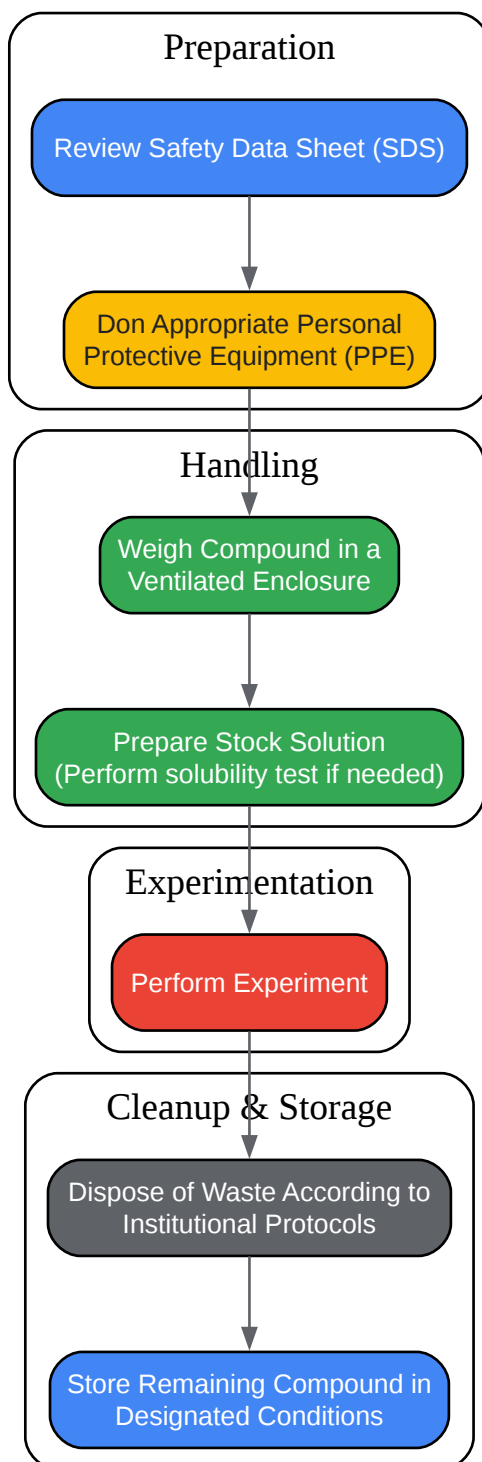 Preparation
Review Safety Data Sheet (SDS)
Don Appropriate Personal
Protective Equipment (PPE)
Handling
Weigh Compound in a
Ventilated Enclosure
Prepare Stock Solution
(Perform solubility test if needed)
Experimentation
Perform Experiment
Cleanup & Storage
Dispose of Waste According to
Institutional Protocols
Store Remaining Compound in
Designated Conditions